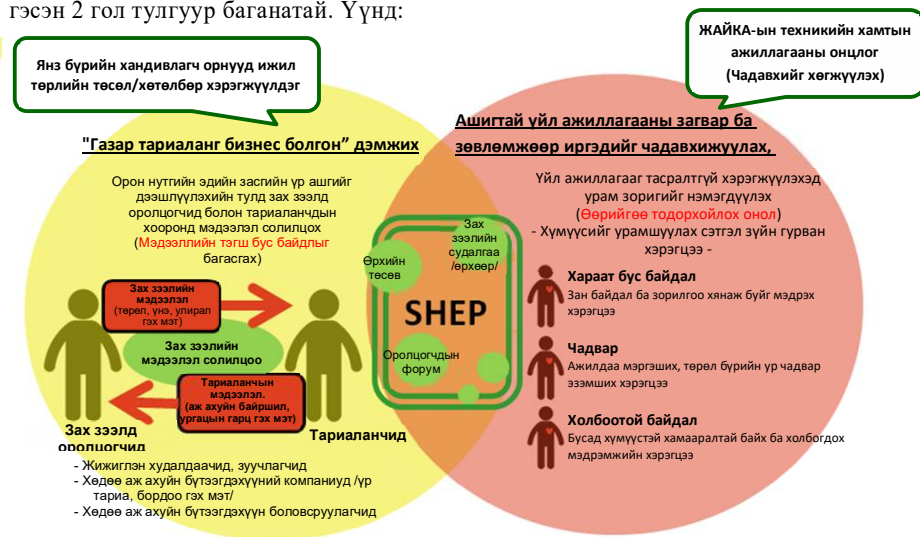 гэсэн 2 гол тулгуур баганатай. Үүнд:
Янз бүрийн хандивлагч орнууд ижил
төрлийн төсөл/хөтөлбөр хэрэгжүүлдэг
ЖАЙКА-ын техникийн хамтын
ажиллагааны онцлог
(Чадавхийг хөгжүүлэх)
"Газар тариаланг бизнес болгон” дэмжих
Орон нутгийн эдийн засгийн үр ашгийг
дээшлүүлэхийн тулд зах зээлд
оролцогчид болон тариаланчдын
хооронд мэдээлэл солилцох
(Мэдээллийн тэгш бус байдлыг
багасгах)
Зах зээлийн
мэдээлэл
(төрөл, үнэ, улирал
гэх мэт)
Зах зээлийн
мэдээлэл солилцоо
Тариаланчын
мэдээлэл.
(аж ахуйн байршил,
ургацын гарц гэх мэт)
Зах зээлд
оролцогчид
Тариаланчид
- Жижиглэн худалдаачид, зуучлагчид
- Хөдөө аж ахуйн бүтээгдэхүүний компаниуд /үр
тариа, бордоо гэх мэт/
- Хөдөө аж ахуйн бүтээгдэхүүн боловсруулагчид
Өрхийн
төсөв
Зах
зээлийн
судалгаа
/өрхөөр/
SHEP
Оролцогчдын
форум
Ашигтай үйл ажиллагааны загвар ба
зөвлөмжөөр иргэдийг чадавхижуулах,
Үйл ажиллагааг тасралтгүй хэрэгжүүлэхэд
урам зоригийг нэмэгдүүлэх
(Өөрийгөө тодорхойлох онол)
- Хүмүүсийг урамшуулах сэтгэл зүйн гурван
хэрэгцээ -
Хараат бус байдал
Зан байдал ба зорилгоо хянаж буйг мэдрэх
хэрэгцээ
Чадвар
Ажилдаа мэргэших, төрөл бүрийн ур чадвар
эзэмших хэрэгцээ
Холбоотой байдал
Бусад хүмүүстэй хамааралтай байх ба холбогдох
мэдрэмжийн хэрэгцээ